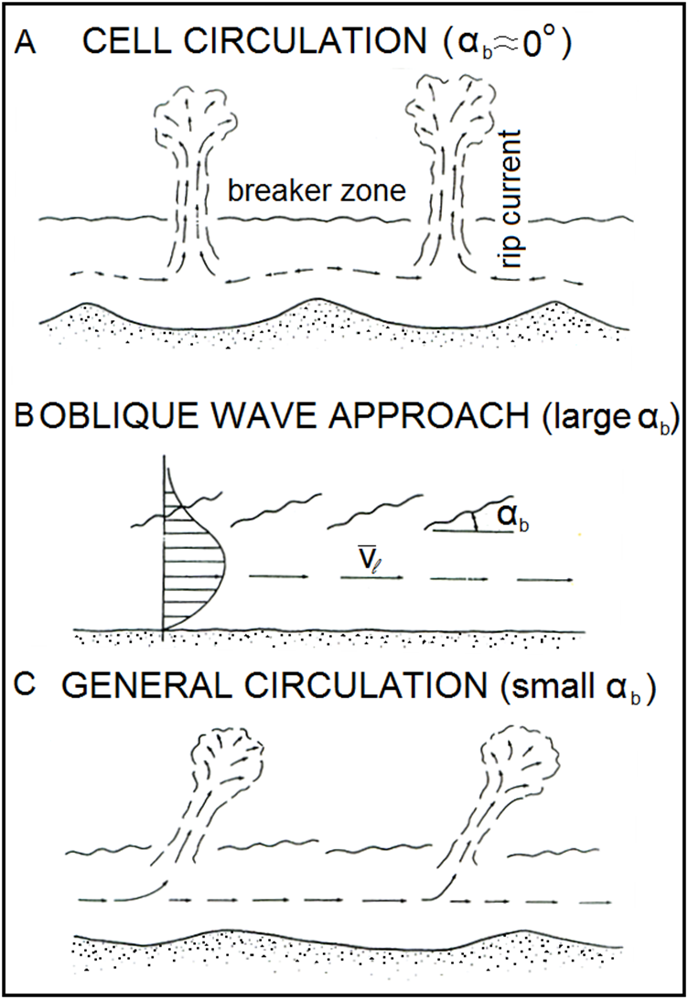 A CELL CIRCULATION (αb≈0°)
breaker zone
rip current
B OBLIQUE WAVE APPROACH (large αb)
αb
V̅ℓ
C GENERAL CIRCULATION (small αb)